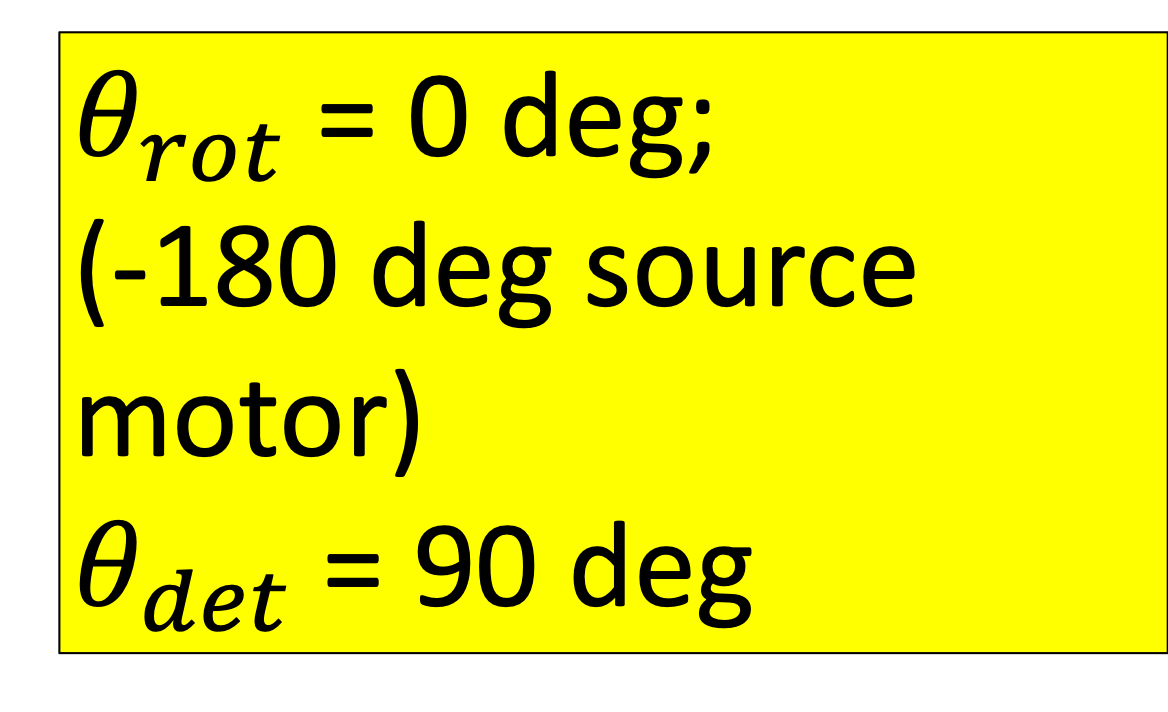 θ_rot = 0 deg;
(-180 deg source
motor)
θ_det = 90 deg